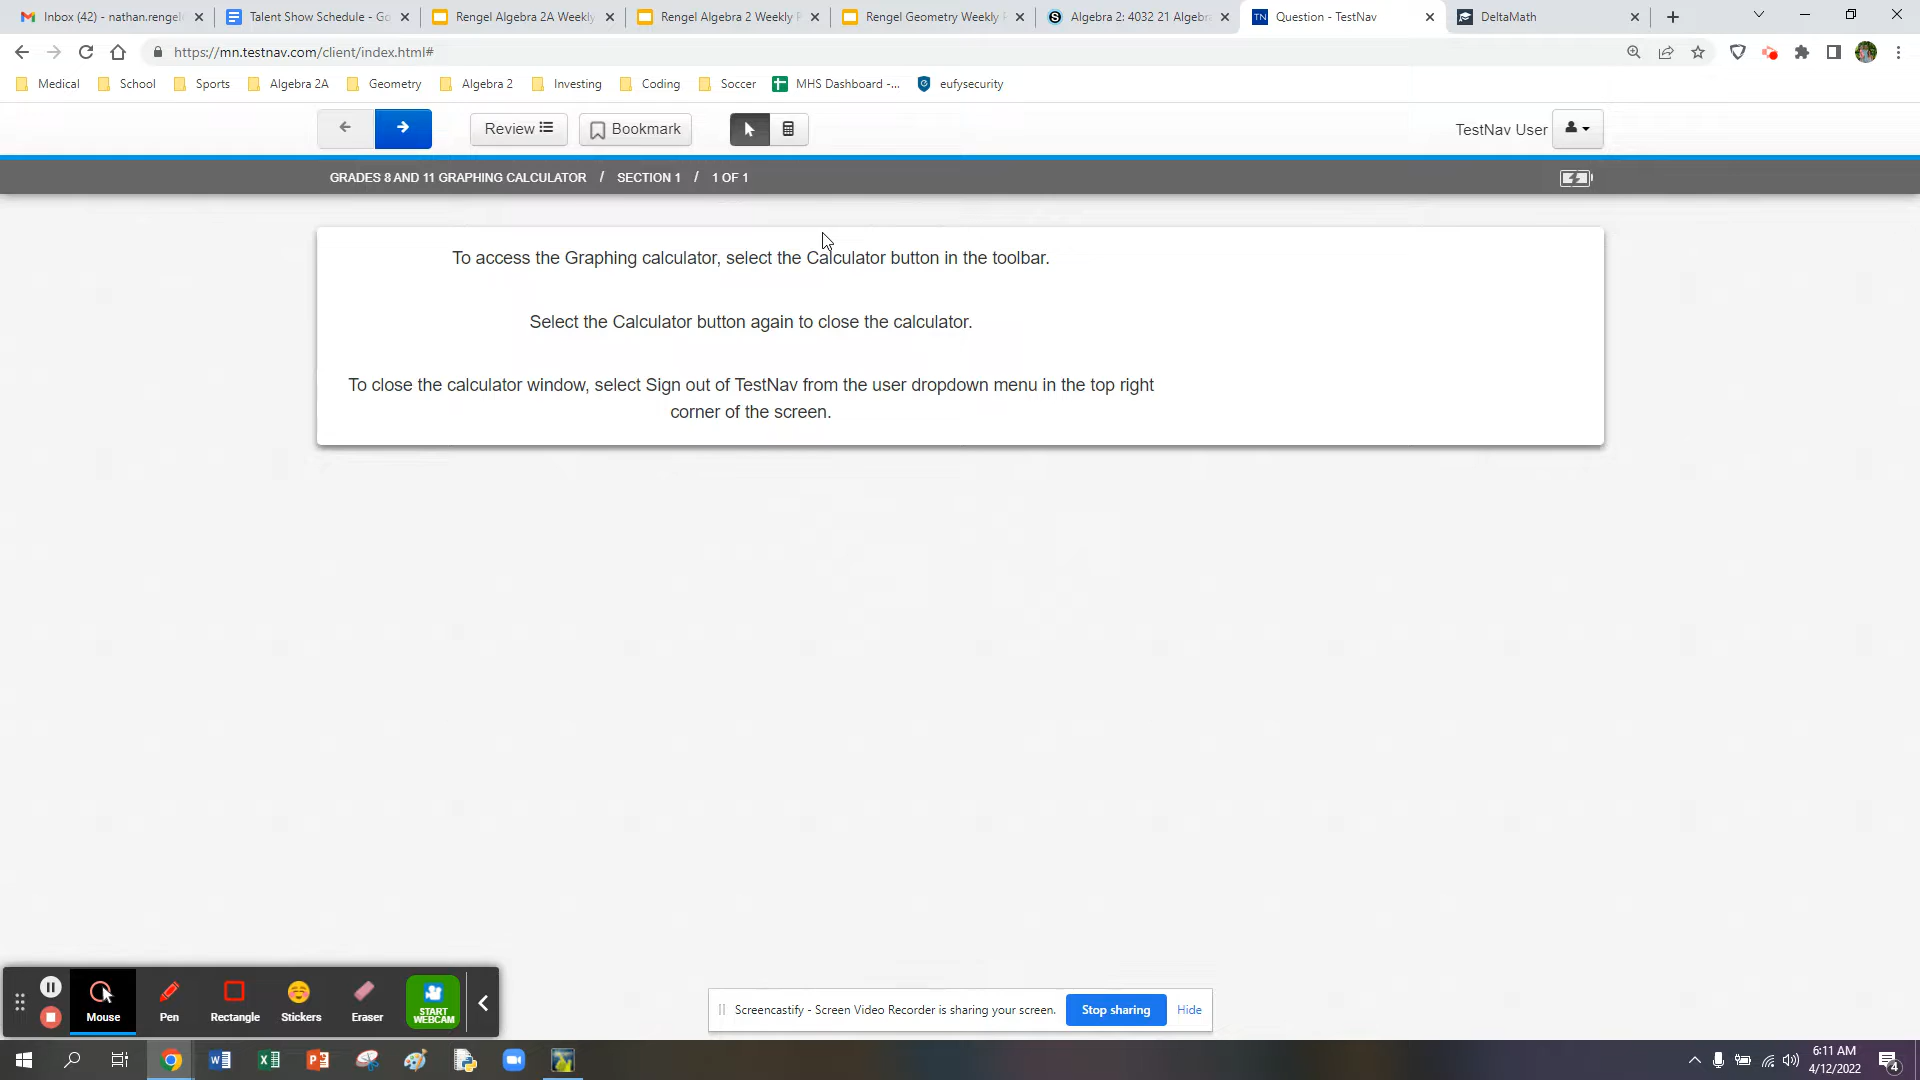 Inbox (42) - nathan.rengel
Talent Show Schedule - Go
Rengel Algebra 2A Weekly
Rengel Algebra 2 Weekly P
Rengel Geometry Weekly
Algebra 2: 4032 21 Algebra
TN Question - TestNav
DeltaMath
https://mn.testnav.com/client/index.html#
Medical
School
Sports
Algebra 2A
Geometry
Algebra 2
Investing
Coding
Soccer
MHS Dashboard -...
eufysecurity
Review
Bookmark
TestNav User
GRADES 8 AND 11 GRAPHING CALCULATOR / SECTION 1 / 1 OF 1
To access the Graphing calculator, select the Calculator button in the toolbar.
Select the Calculator button again to close the calculator.
To close the calculator window, select Sign out of TestNav from the user dropdown menu in the top right
corner of the screen.
Mouse
Pen
Rectangle
Stickers
Eraser
START
WEBCAM
Screencastify - Screen Video Recorder is sharing your screen.
Stop sharing
Hide
6:11 AM
4/12/2022
4